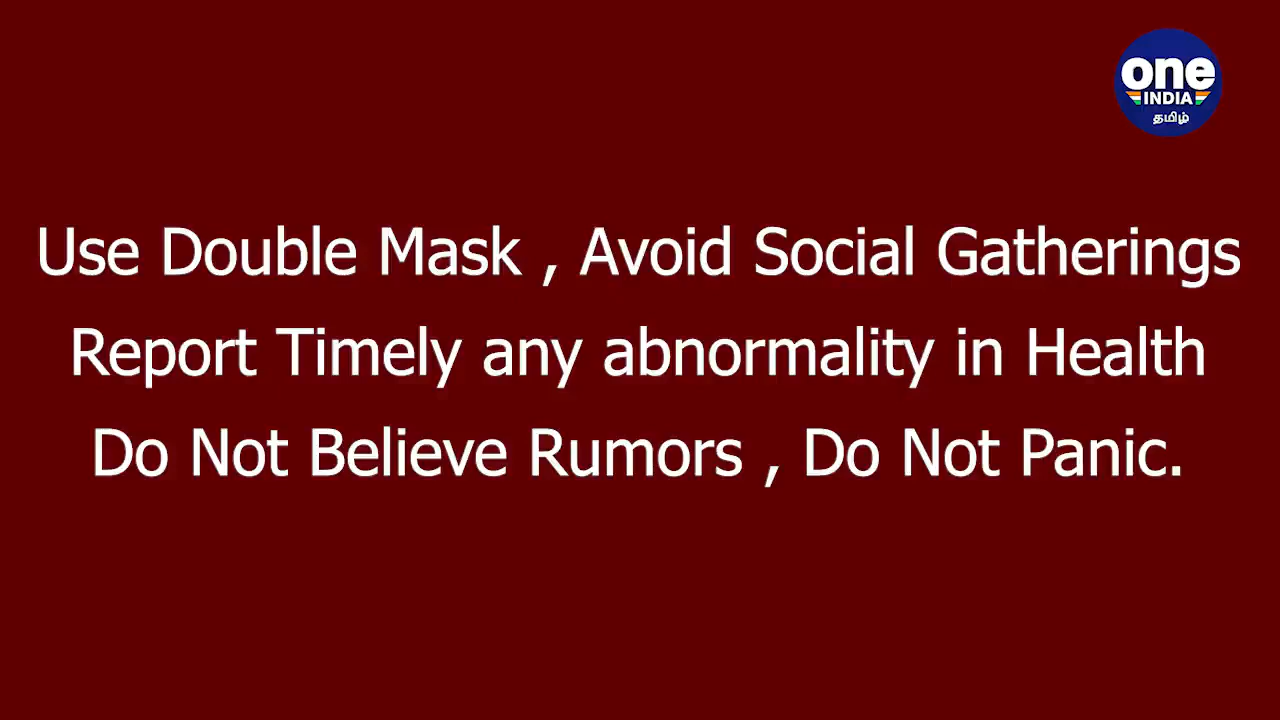 one
INDIA
தமிழ்
Use Double Mask , Avoid Social Gatherings
Report Timely any abnormality in Health
Do Not Believe Rumors , Do Not Panic.